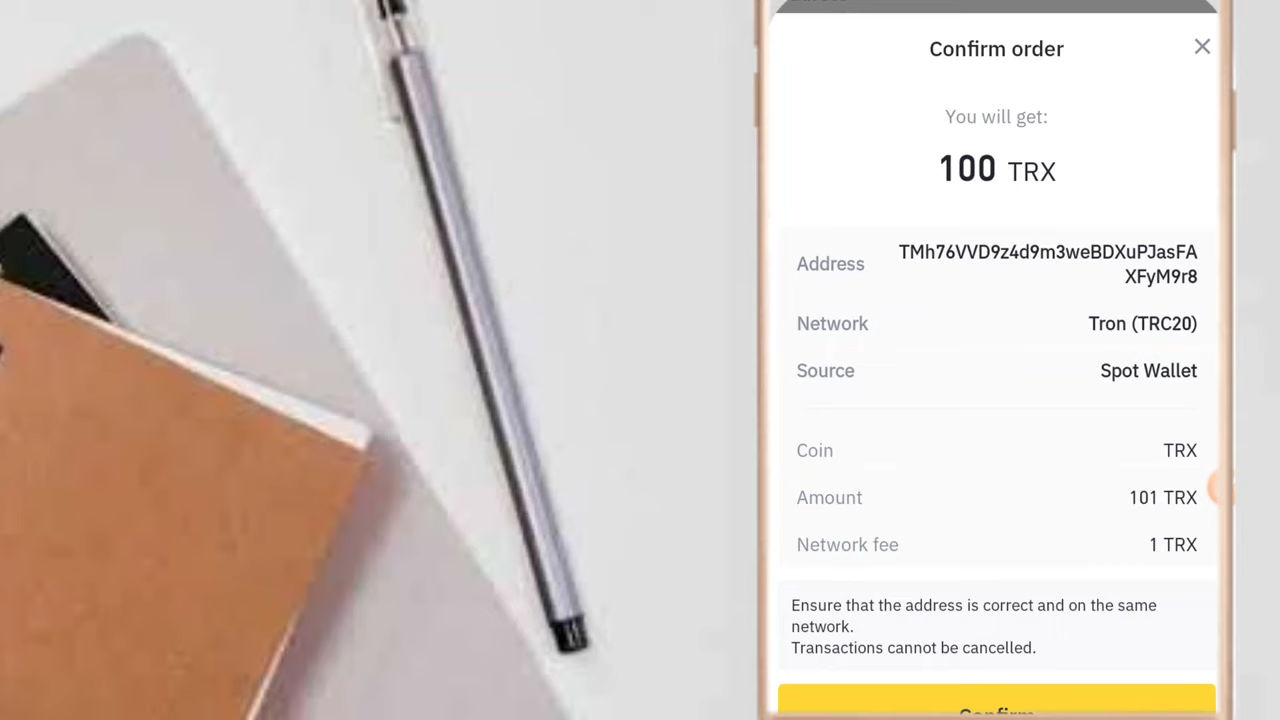 Confirm order
You will get:
100 TRX
Address TMh76VVD9z4d9m3weBDXuPJasFA
XFyM9r8
Network Tron (TRC20)
Source Spot Wallet
Coin TRX
Amount 101 TRX
Network fee 1 TRX
Ensure that the address is correct and on the same
network.
Transactions cannot be cancelled.
Confirm